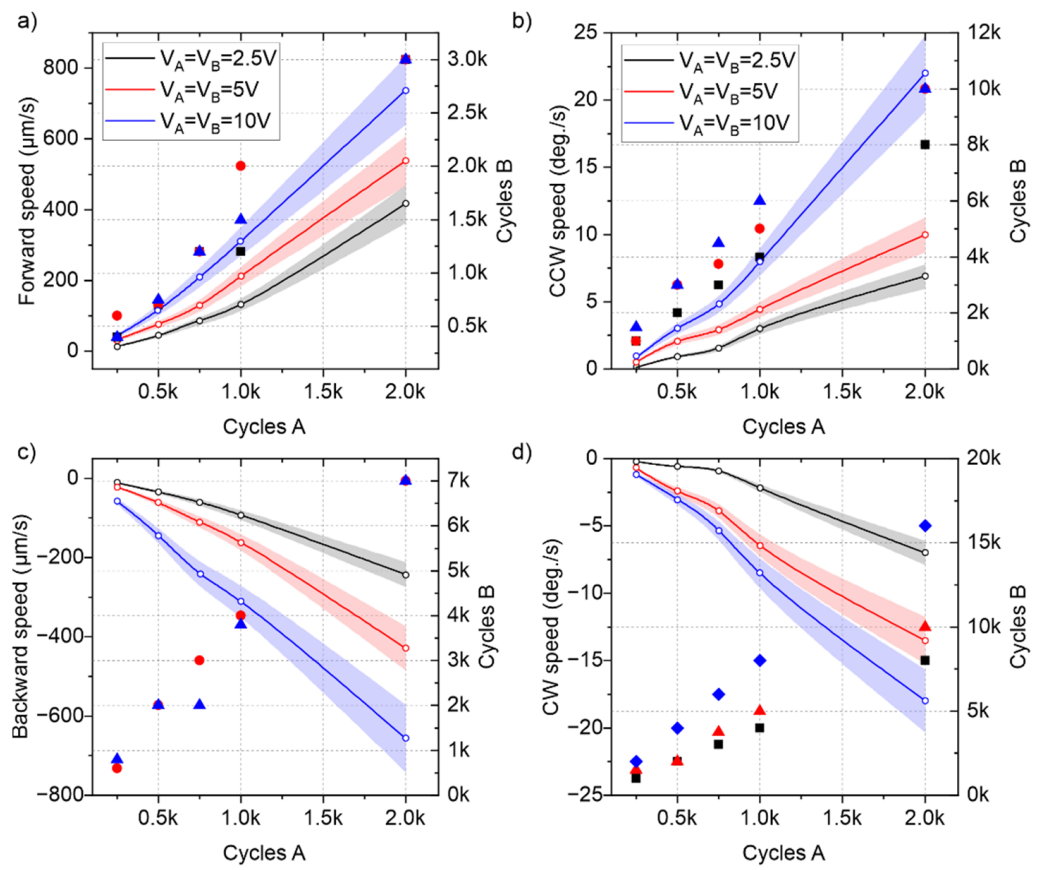 a)
V_A=V_B=2.5V
V_A=V_B=5V
V_A=V_B=10V
800
600
400
200
0
Forward speed (µm/s)
3.0k
2.5k
2.0k
1.5k
1.0k
0.5k
Cycles B
0.5k 1.0k 1.5k 2.0k
Cycles A
b)
V_A=V_B=2.5V
V_A=V_B=5V
V_A=V_B=10V
25
20
15
10
5
0
CCW speed (deg./s)
12k
10k
8k
6k
4k
2k
0k
Cycles B
0.5k 1.0k 1.5k 2.0k
Cycles A
c)
0
−200
−400
−600
−800
Backward speed (µm/s)
7k
6k
5k
4k
3k
2k
1k
0k
Cycles B
0.5k 1.0k 1.5k 2.0k
Cycles A
d)
0
−5
−10
−15
−20
−25
CW speed (deg./s)
20k
15k
10k
5k
0k
Cycles B
0.5k 1.0k 1.5k 2.0k
Cycles A